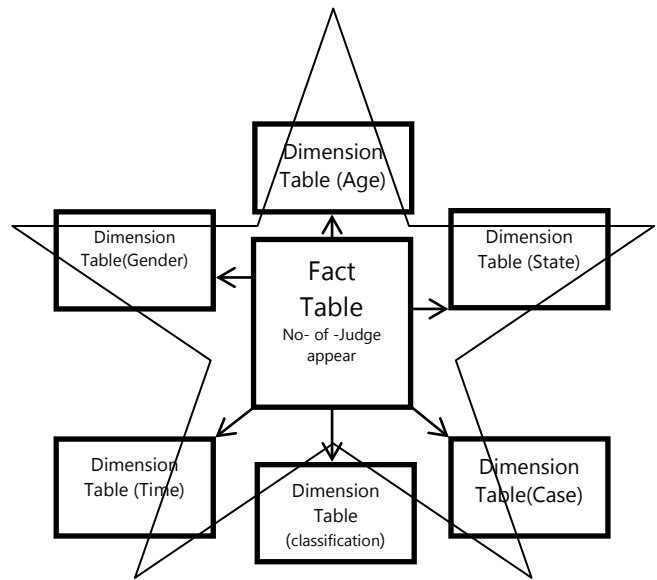 Dimension
Table (Age)
Dimension
Table(Gender)
Dimension
Table (State)
Fact
Table
No- of -Judge
appear
Dimension
Table (Time)
Dimension
Table
(classification)
Dimension
Table(Case)